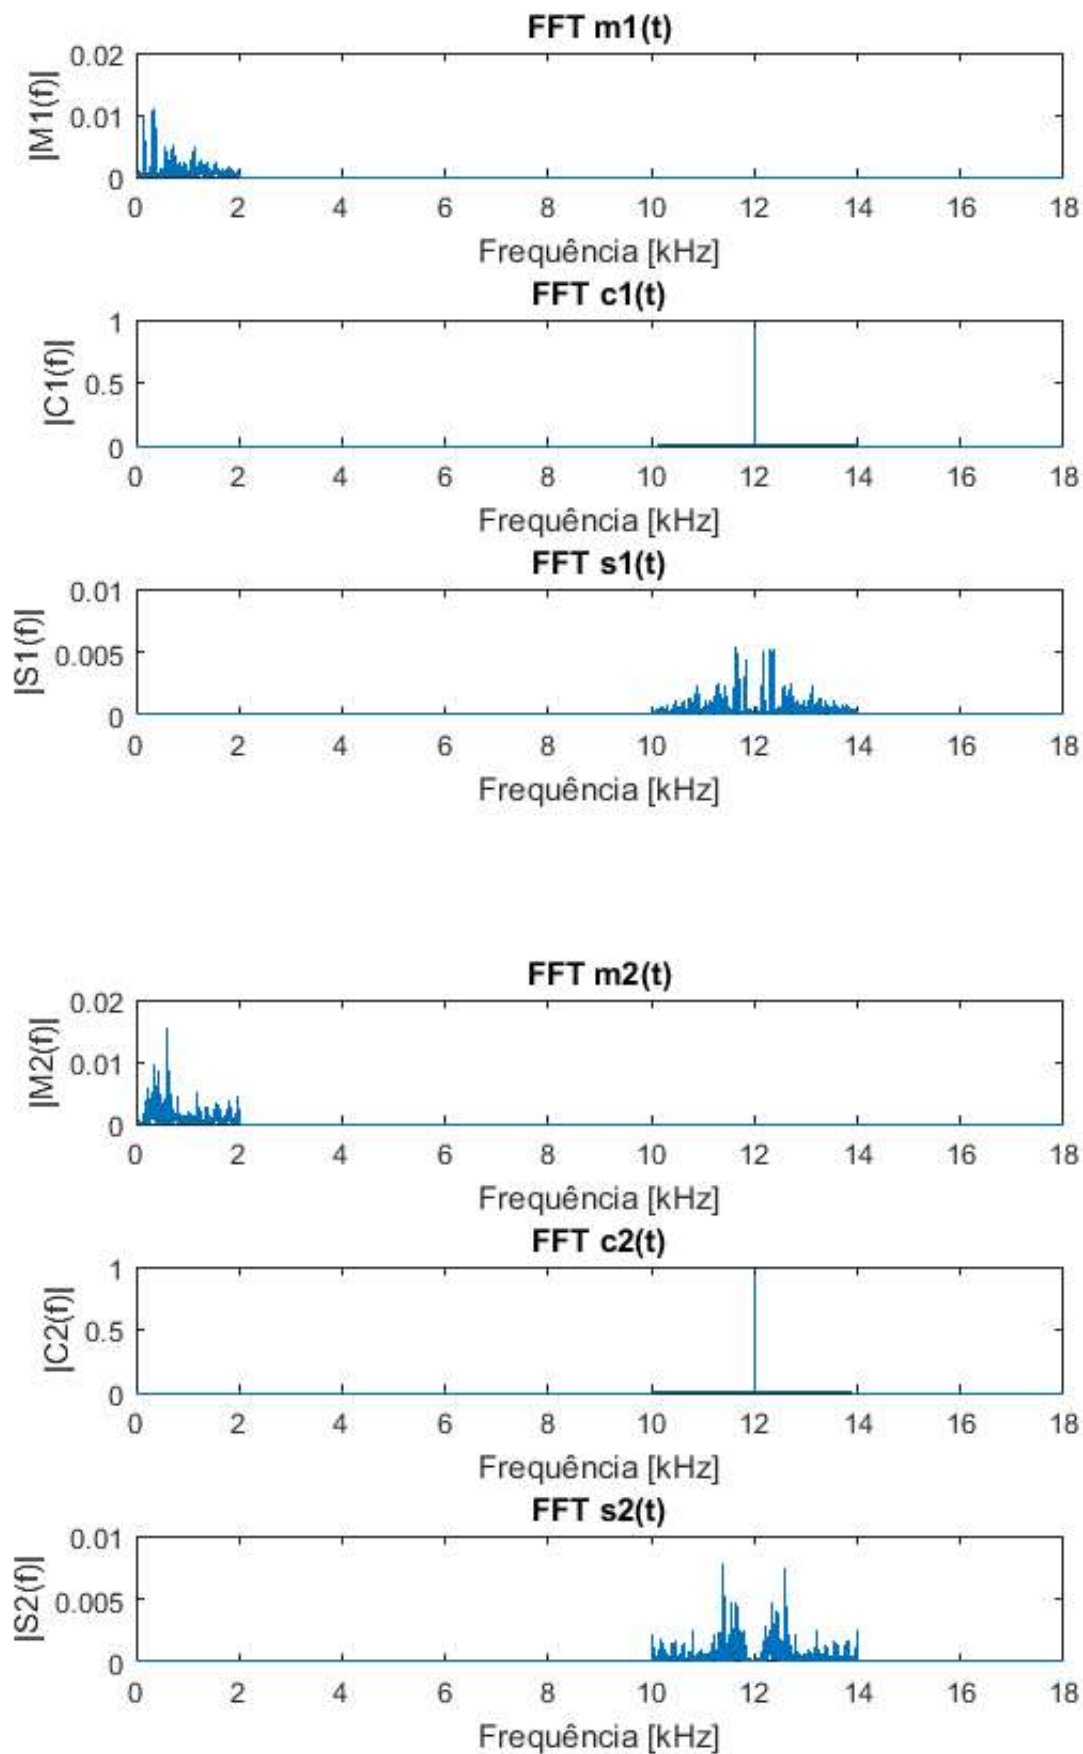 FFT m1(t)
|M1(f)|
0.02
0.01
0
0 2 4 6 8 10 12 14 16 18
Frequência [kHz]
FFT c1(t)
|C1(f)|
1
0.5
0
0 2 4 6 8 10 12 14 16 18
Frequência [kHz]
FFT s1(t)
|S1(f)|
0.01
0.005
0
0 2 4 6 8 10 12 14 16 18
Frequência [kHz]
FFT m2(t)
|M2(f)|
0.02
0.01
0
0 2 4 6 8 10 12 14 16 18
Frequência [kHz]
FFT c2(t)
|C2(f)|
1
0.5
0
0 2 4 6 8 10 12 14 16 18
Frequência [kHz]
FFT s2(t)
|S2(f)|
0.01
0.005
0
0 2 4 6 8 10 12 14 16 18
Frequência [kHz]